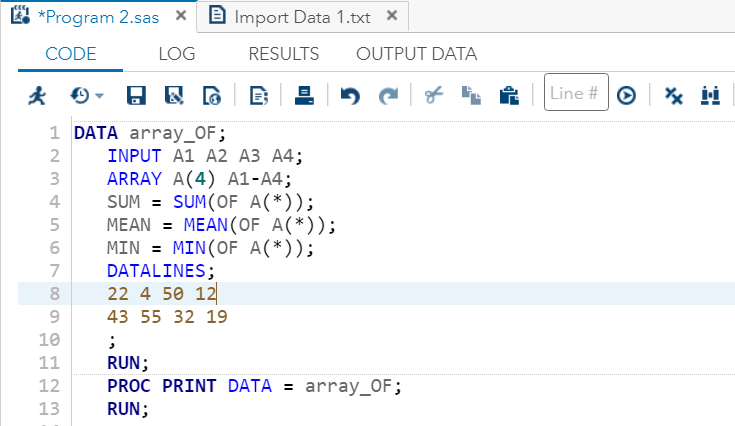 *Program 2.sas × Import Data 1.txt ×
CODE LOG RESULTS OUTPUT DATA
Line #
1 DATA array_OF;
2 INPUT A1 A2 A3 A4;
3 ARRAY A(4) A1-A4;
4 SUM = SUM(OF A(*));
5 MEAN = MEAN(OF A(*));
6 MIN = MIN(OF A(*));
7 DATALINES;
8 22 4 50 12
9 43 55 32 19
10 ;
11 RUN;
12 PROC PRINT DATA = array_OF;
13 RUN;